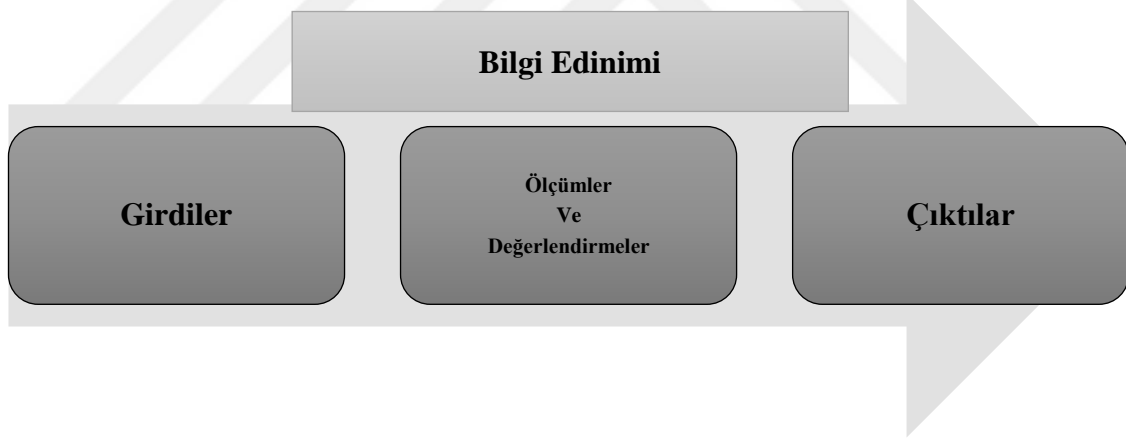 Bilgi Edinimi
Girdiler
Ölçümler
Ve
Değerlendirmeler
Çıktılar